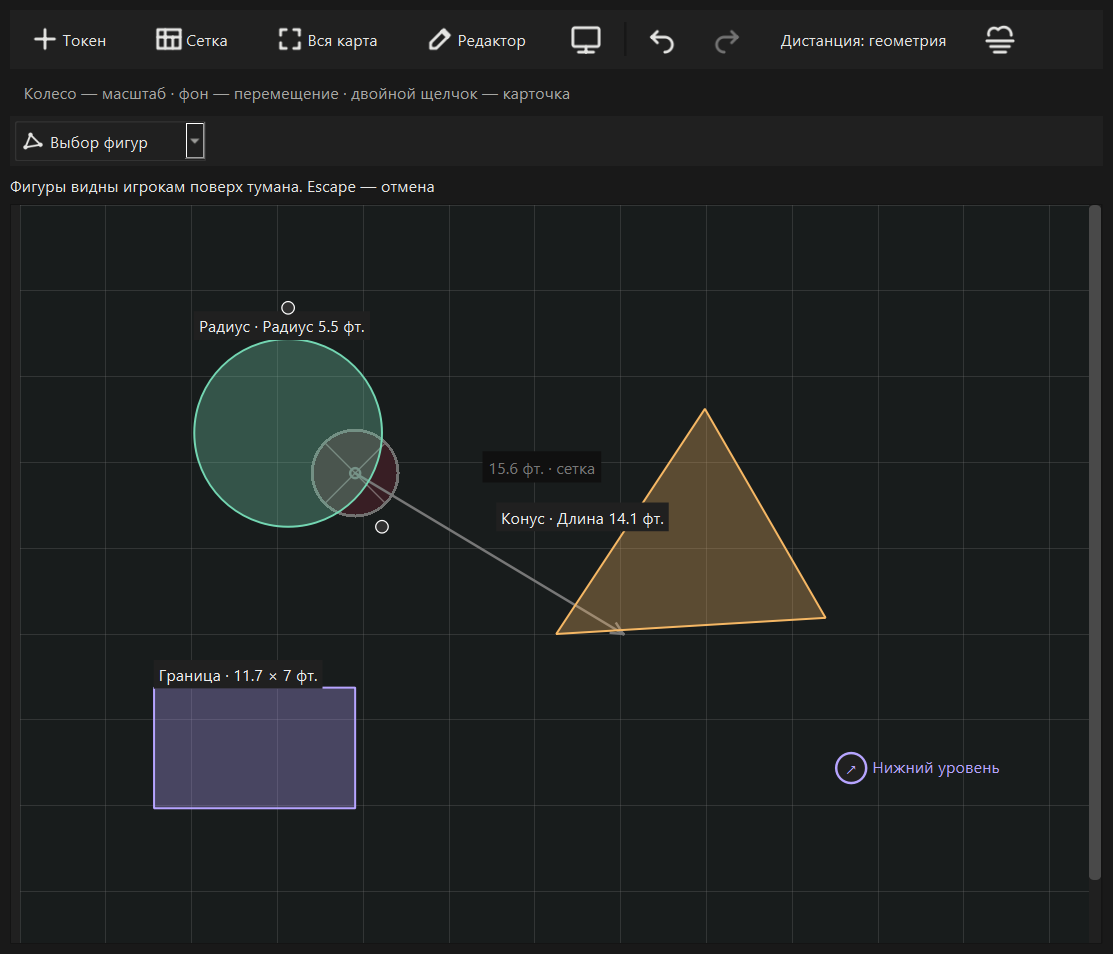 Токен Сетка Вся карта Редактор Дистанция: геометрия
Колесо — масштаб · фон — перемещение · двойной щелчок — карточка
Выбор фигур
Фигуры видны игрокам поверх тумана. Escape — отмена
Радиус · Радиус 5.5 фт.
15.6 фт. · сетка
Конус · Длина 14.1 фт.
Граница · 11.7 × 7 фт.
Нижний уровень